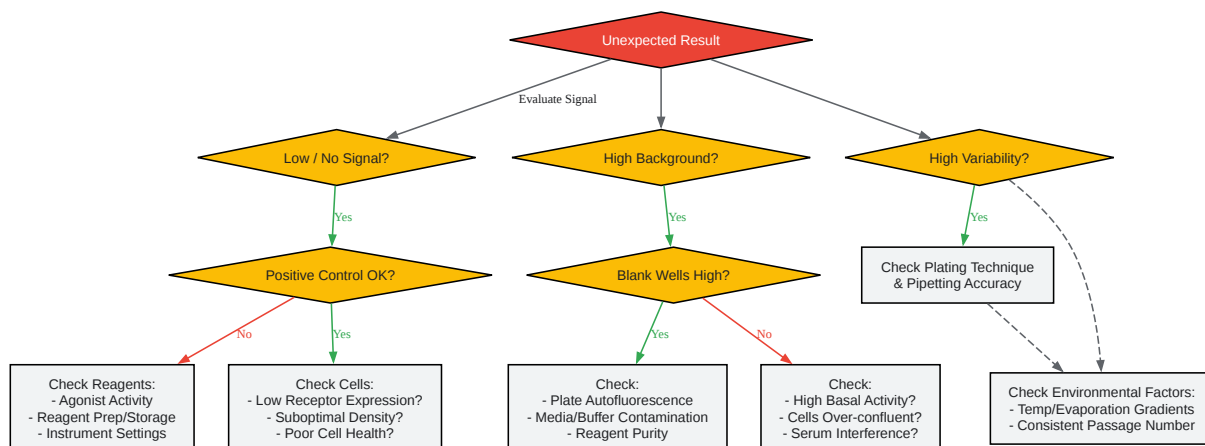 Unexpected Result
Evaluate Signal
Low / No Signal?
High Background?
High Variability?
Yes
Yes
Yes
Positive Control OK?
Blank Wells High?
Check Plating Technique
& Pipetting Accuracy
No
Yes
Yes
No
Check Reagents:
- Agonist Activity
- Reagent Prep/Storage
- Instrument Settings
Check Cells:
- Low Receptor Expression?
- Suboptimal Density?
- Poor Cell Health?
Check:
- Plate Autofluorescence
- Media/Buffer Contamination
- Reagent Purity
Check:
- High Basal Activity?
- Cells Over-confluent?
- Serum Interference?
Check Environmental Factors:
- Temp/Evaporation Gradients
- Consistent Passage Number